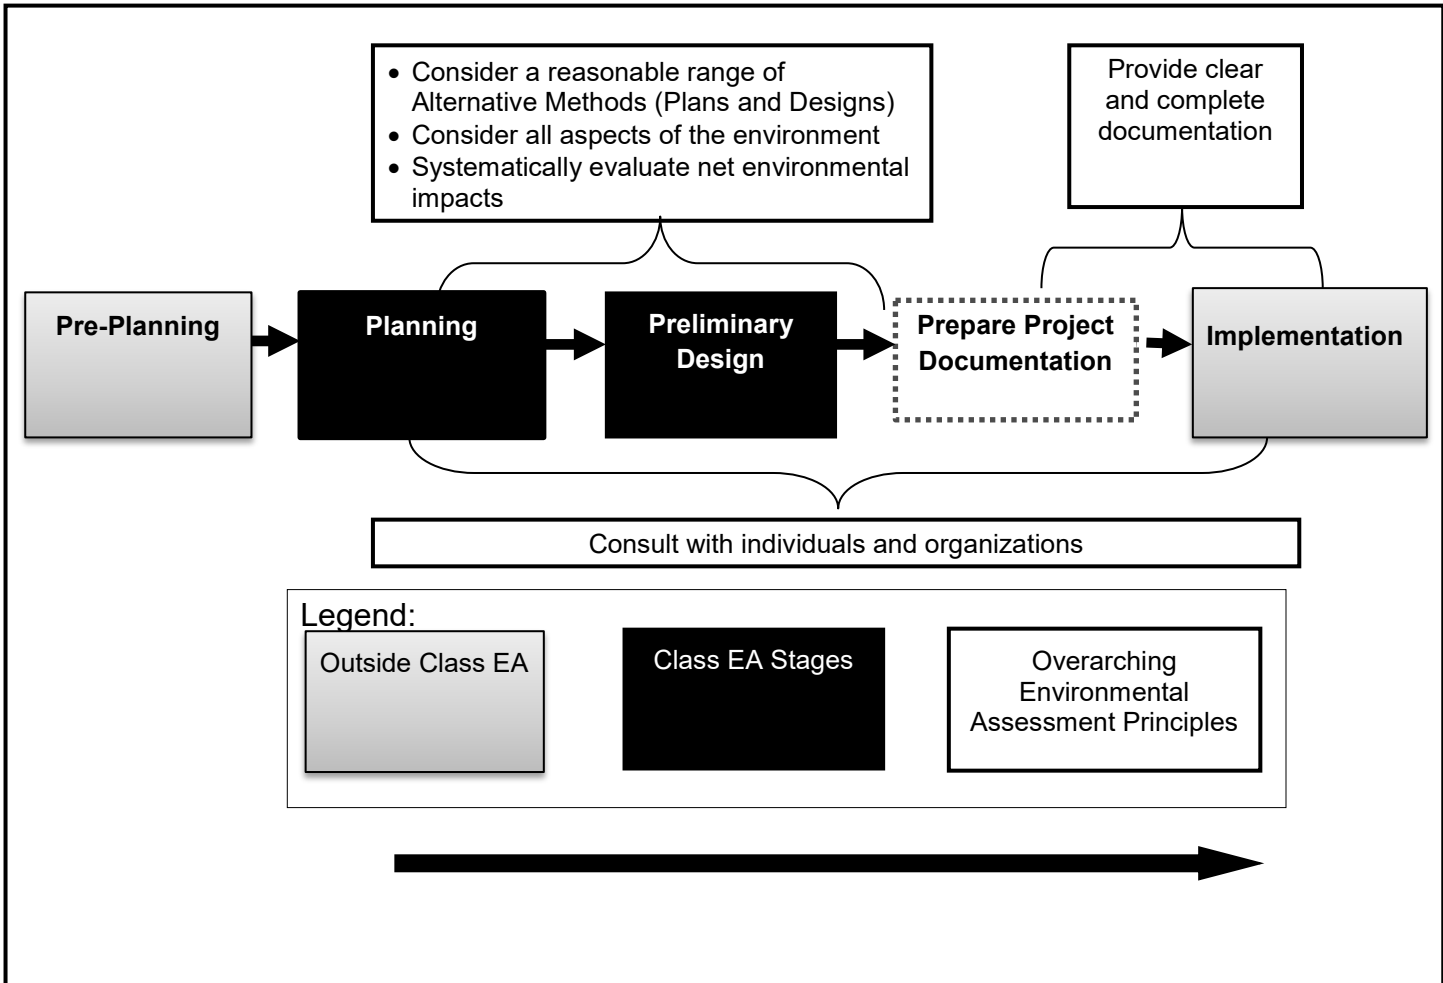 • Consider a reasonable range of
Alternative Methods (Plans and Designs)
• Consider all aspects of the environment
• Systematically evaluate net environmental
impacts
Provide clear
and complete
documentation
Pre-Planning
Planning
Preliminary
Design
Prepare Project
Documentation
Implementation
Consult with individuals and organizations
Legend:
Outside Class EA
Class EA Stages
Overarching
Environmental
Assessment Principles